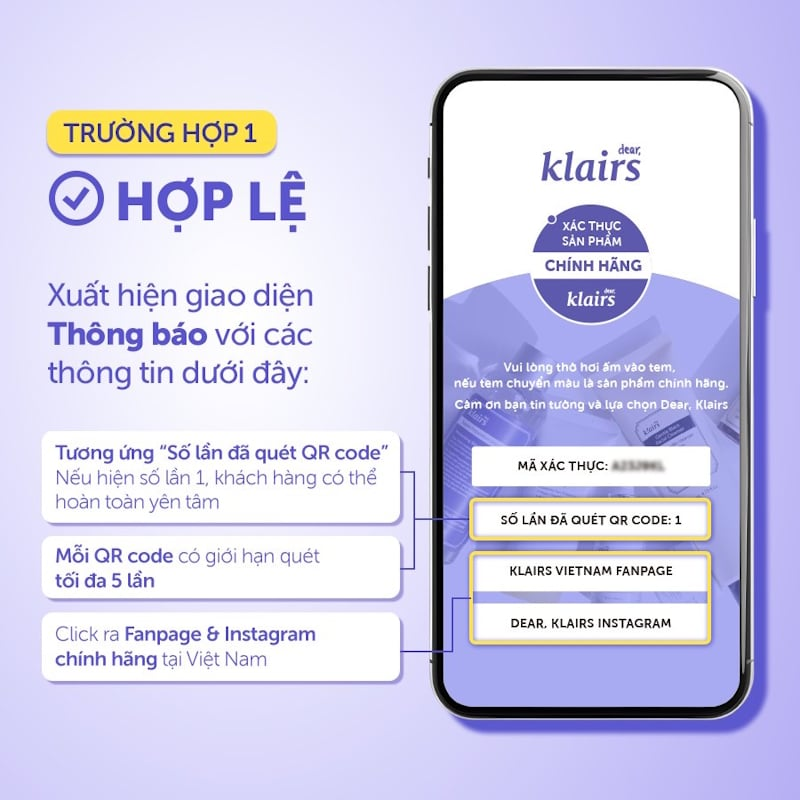 TRƯỜNG HỢP 1
HỢP LỆ
Xuất hiện giao diện
Thông báo với các
thông tin dưới đây:
Tương ứng “Số lần đã quét QR code”
Nếu hiện số lần 1, khách hàng có thể
hoàn toàn yên tâm
Mỗi QR code có giới hạn quét
tối đa 5 lần
Click ra Fanpage & Instagram
chính hãng tại Việt Nam
dear,
klairs
XÁC THỰC
SẢN PHẨM
CHÍNH HÃNG
dear,
klairs
Vui lòng thở hơi ấm vào tem,
nếu tem chuyển màu là sản phẩm chính hãng.
Cảm ơn bạn tin tưởng và lựa chọn Dear, Klairs
MÃ XÁC THỰC:
SỐ LẦN ĐÃ QUÉT QR CODE: 1
KLAIRS VIETNAM FANPAGE
DEAR, KLAIRS INSTAGRAM